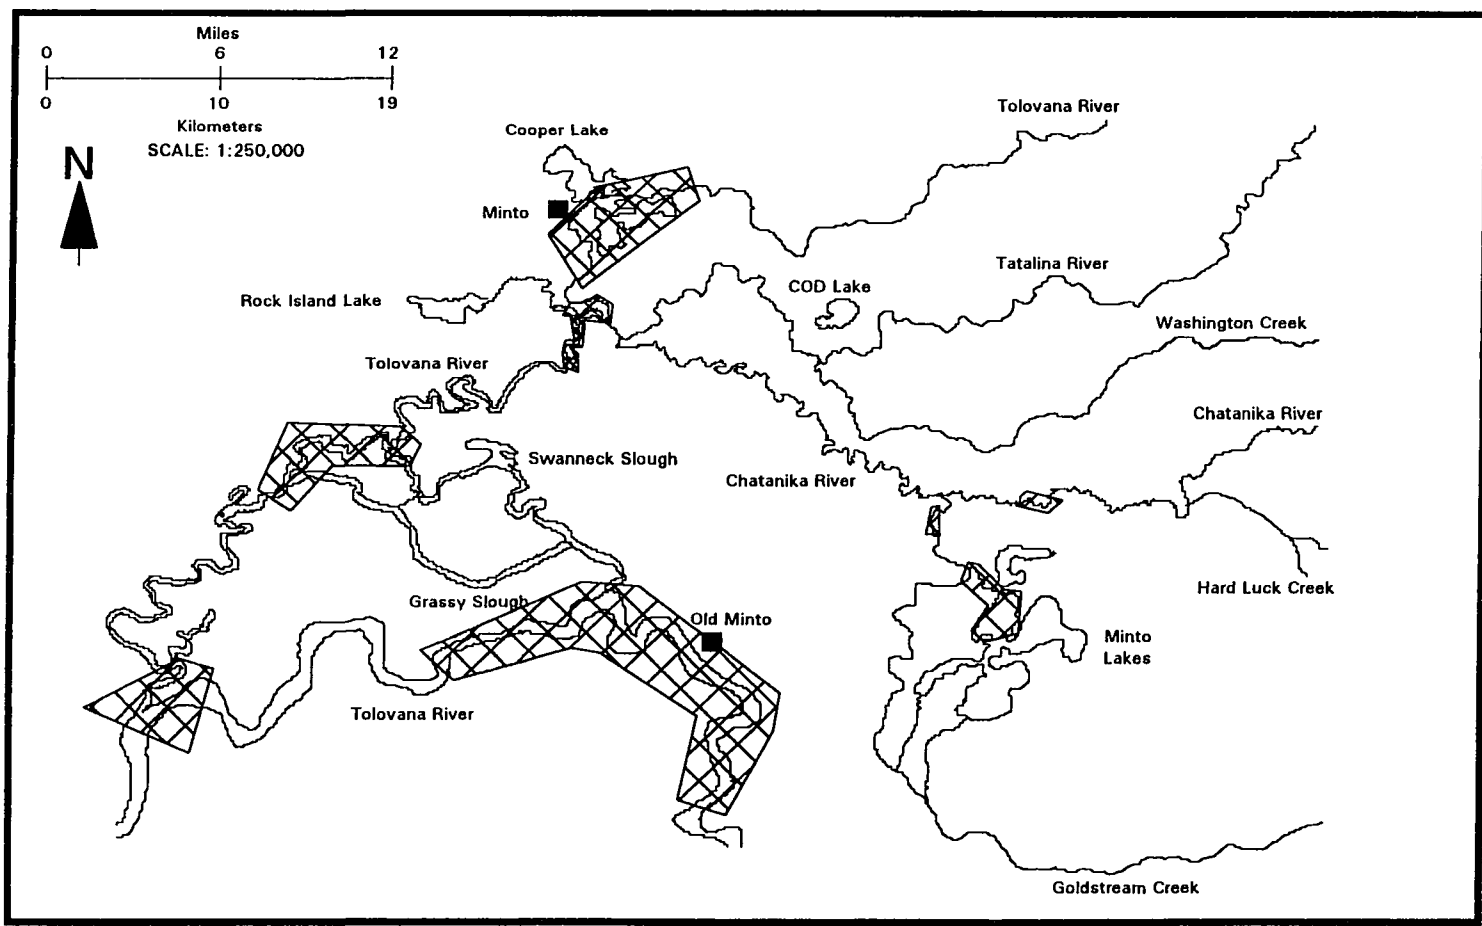 Miles
0 6 12
0 10 19
Kilometers
SCALE: 1:250,000
N
Tolovana River
Cooper Lake
Minto
Tatalina River
COD Lake
Rock Island Lake
Washington Creek
Tolovana River
Chatanika River
Swanneck Slough
Chatanika River
Hard Luck Creek
Grassy Slough
Old Minto
Minto
Lakes
Tolovana River
Goldstream Creek